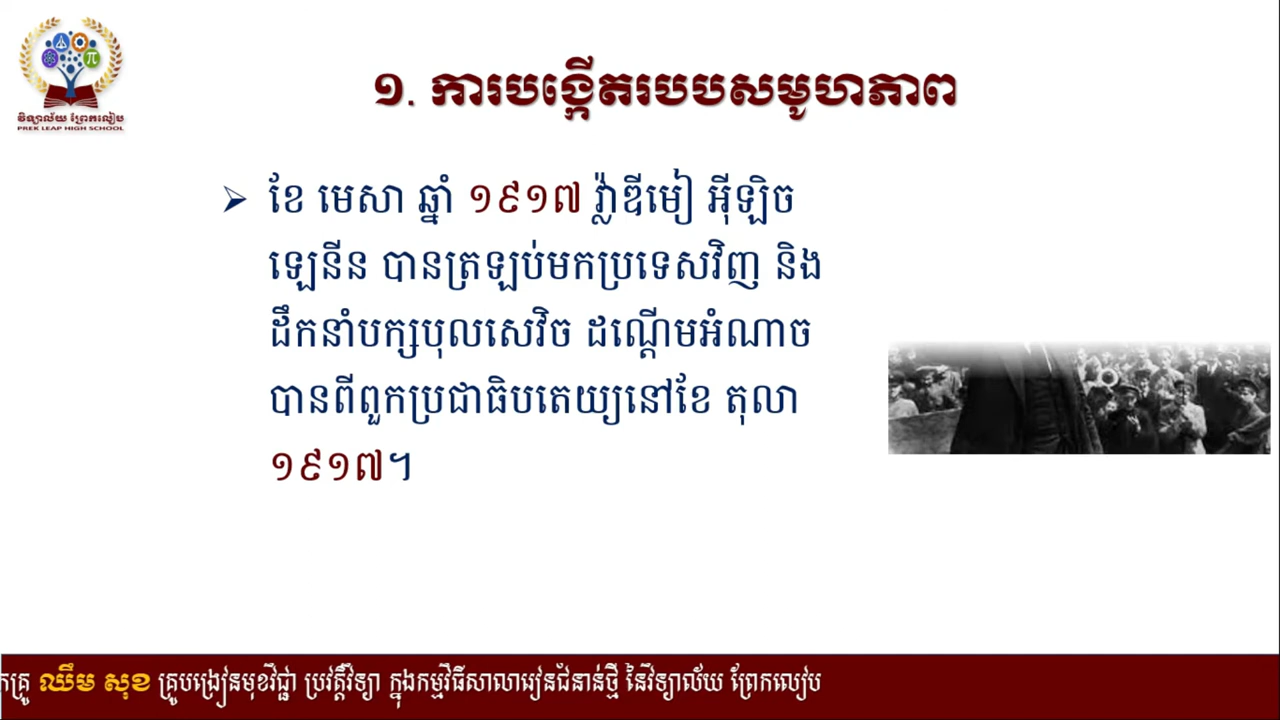 វិទ្យាល័យ ព្រែកលៀប
PREK LEAP HIGH SCHOOL
១. ការបង្កើតរបបសមូហភាព
➢ ខែ មេសា ឆ្នាំ ១៩១៧ វ្ល៉ាឌីមៀ អ៊ីឡិច
ឡេនីន បានត្រឡប់មកប្រទេសវិញ និង
ដឹកនាំបក្សបុលសេវិច ដណ្តើមអំណាច
បានពីពួកប្រជាធិបតេយ្យនៅខែ តុលា
១៩១៧។
កគ្រូ ឈឹម សុខ គ្រូបង្រៀនមុខវិជ្ជា ប្រវត្តិវិទ្យា ក្នុងកម្មវិធីសាលារៀនជំនាន់ថ្មី នៃវិទ្យាល័យ ព្រែកលៀប